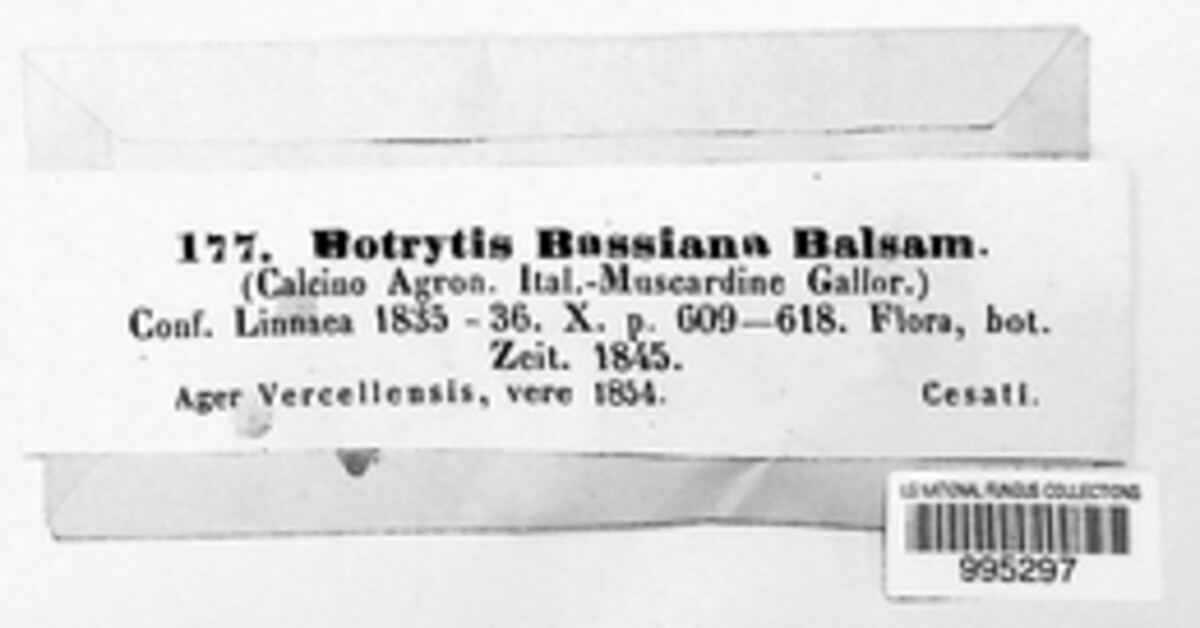 177. Botrytis Bassiana Balsam.
(Calcino Agron. Ital.-Muscardine Gallor.)
Conf. Linnaea 1835 - 36. X. p. 609—618. Flora, bot.
Zeit. 1845.
Ager Vercellensis, vere 1854. Cesati.
US NATIONAL FUNGUS COLLECTIONS
995297